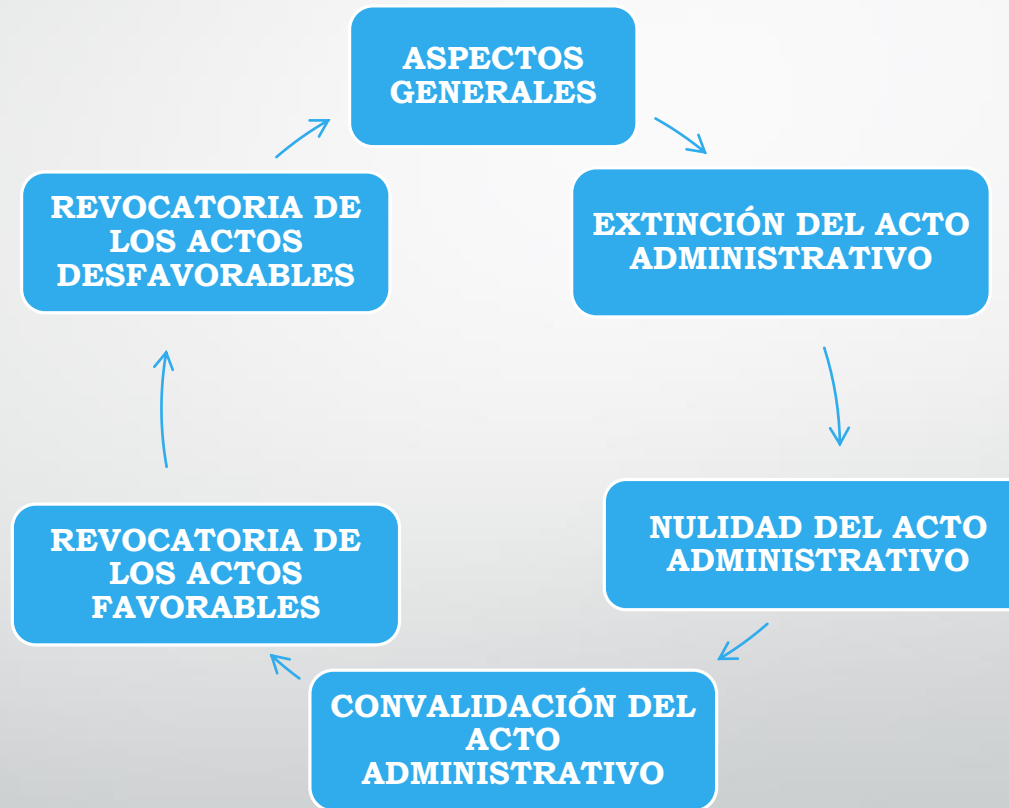 ASPECTOS
GENERALES
EXTINCIÓN DEL ACTO
ADMINISTRATIVO
NULIDAD DEL ACTO
ADMINISTRATIVO
CONVALIDACIÓN DEL
ACTO
ADMINISTRATIVO
REVOCATORIA DE
LOS ACTOS
FAVORABLES
REVOCATORIA DE
LOS ACTOS
DESFAVORABLES